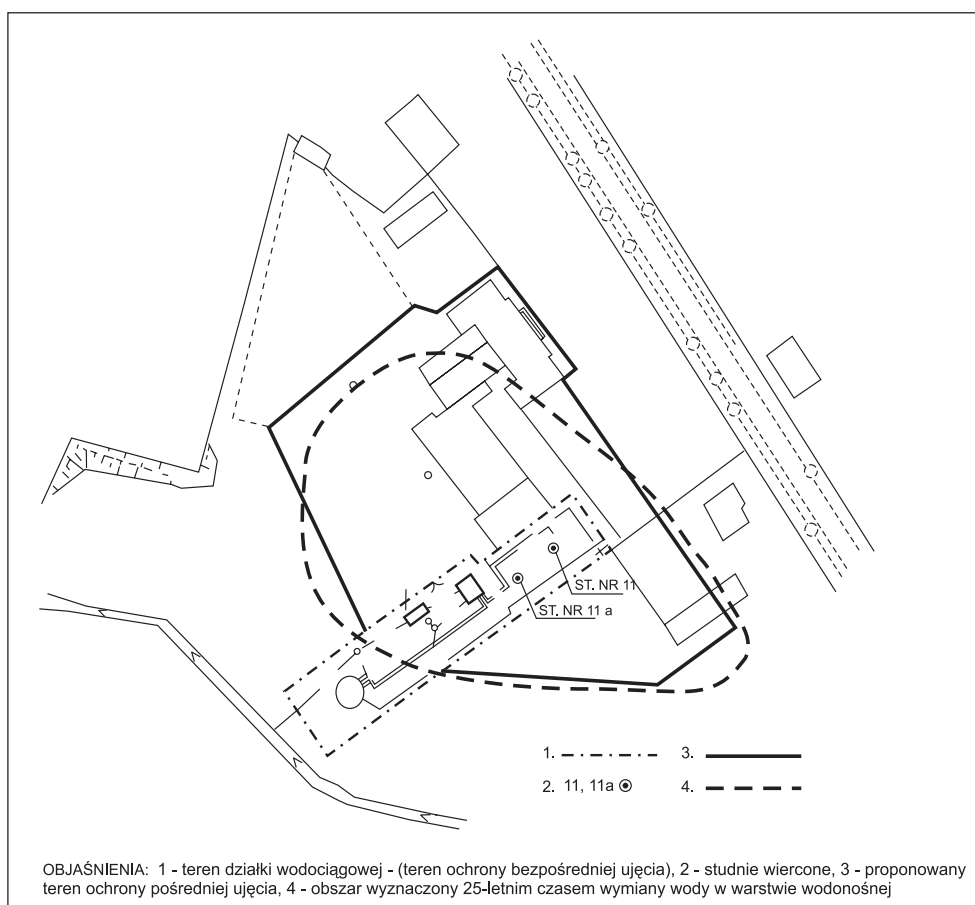 ST. NR 11
ST. NR 11 a
1.
3.
2. 11, 11a
4.
OBJAŚNIENIA: 1 - teren działki wodociągowej - (teren ochrony bezpośredniej ujęcia), 2 - studnie wiercone, 3 - proponowany
teren ochrony pośredniej ujęcia, 4 - obszar wyznaczony 25-letnim czasem wymiany wody w warstwie wodonośnej